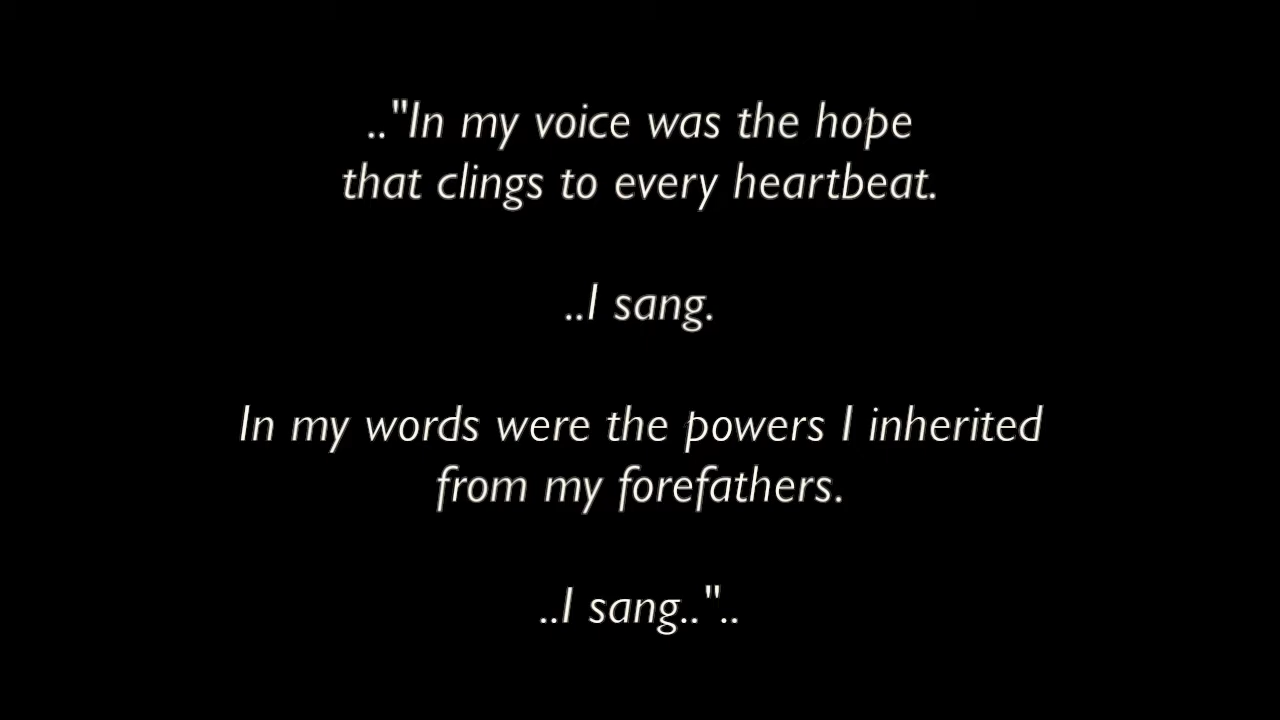 .."In my voice was the hope
that clings to every heartbeat.
..I sang.
In my words were the powers I inherited
from my forefathers.
..I sang.."..